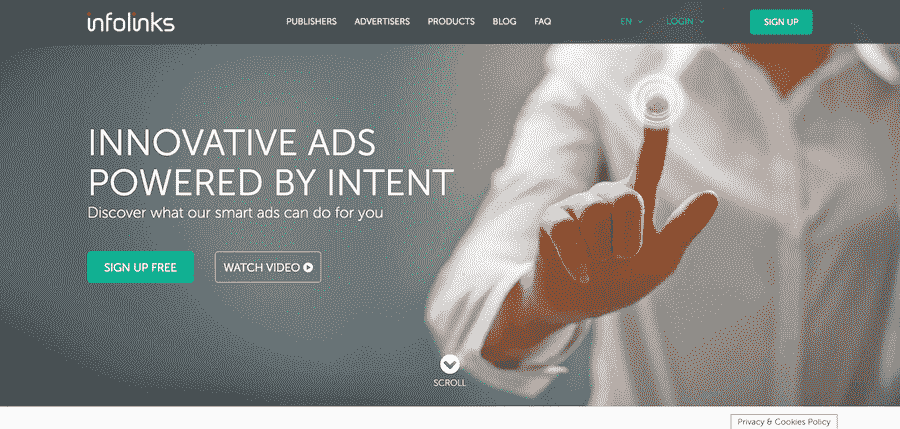 infolinks
PUBLISHERS ADVERTISERS PRODUCTS BLOG FAQ EN LOGIN SIGN UP
INNOVATIVE ADS
POWERED BY INTENT
Discover what our smart ads can do for you
SIGN UP FREE WATCH VIDEO
SCROLL
Privacy & Cookies Policy